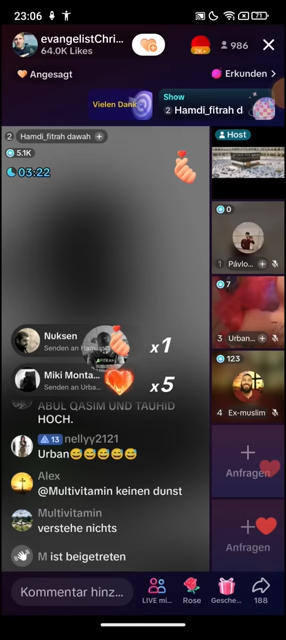 23:06
71
evangelistChri...
64.0K Likes
2K+
986
Angesagt
Erkunden
Vielen Dank
Show
2 Hamdi_fitrah d
2 Hamdi_fitrah dawah
5.1K
03:22
Host
0
1 Pávlo...
7
3 Urban...
123
4 Ex-muslim
Anfragen
Anfragen
Nuksen
x1
Miki Monta...
Senden an Urba...
x5
ABUL QASIM UND TAUHID
HOCH.
13 nellyy2121
Urban😅😅😅😅😅
Alex
@Multivitamin keinen dunst
Multivitamin
verstehe nichts
M ist beigetreten
Kommentar hinz...
LIVE mi...
Rose
Gesche...
188